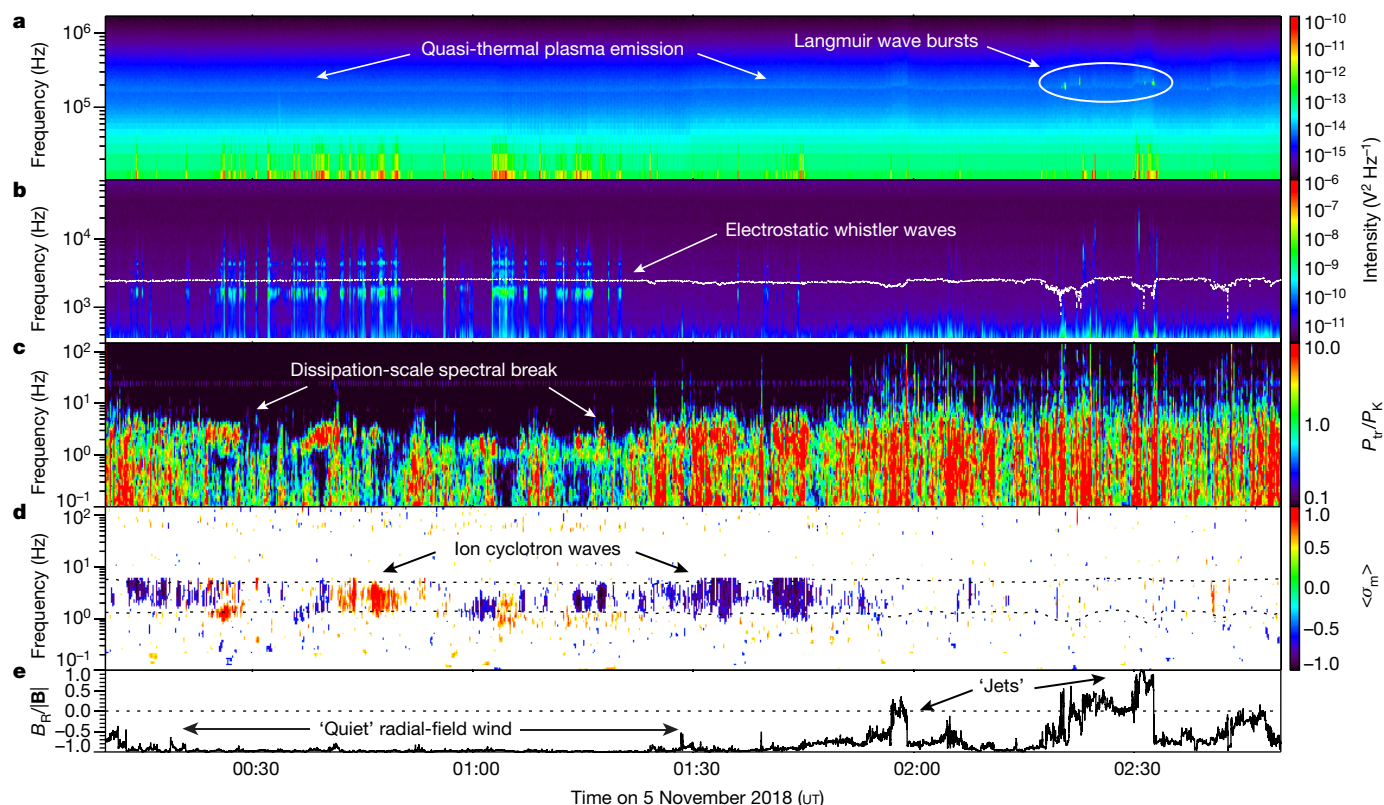 a
10⁶
10⁵
Frequency (Hz)
Quasi-thermal plasma emission
Langmuir wave bursts
10⁻¹⁰
10⁻¹¹
10⁻¹²
10⁻¹³
10⁻¹⁴
10⁻¹⁵
b
10⁴
10³
Frequency (Hz)
Electrostatic whistler waves
10⁻⁶
10⁻⁷
10⁻⁸
10⁻⁹
10⁻¹⁰
10⁻¹¹
Intensity (V² Hz⁻¹)
c
10²
10¹
10⁰
10⁻¹
Frequency (Hz)
Dissipation-scale spectral break
10.0
1.0
0.1
P_tr/P_K
d
10²
10¹
10⁰
10⁻¹
Frequency (Hz)
Ion cyclotron waves
1.0
0.5
0.0
−0.5
−1.0
<σ_m>
e
1.0
0.5
0.0
−0.5
−1.0
B_R/|B|
'Quiet' radial-field wind
'Jets'
00:30
01:00
01:30
02:00
02:30
Time on 5 November 2018 (UT)